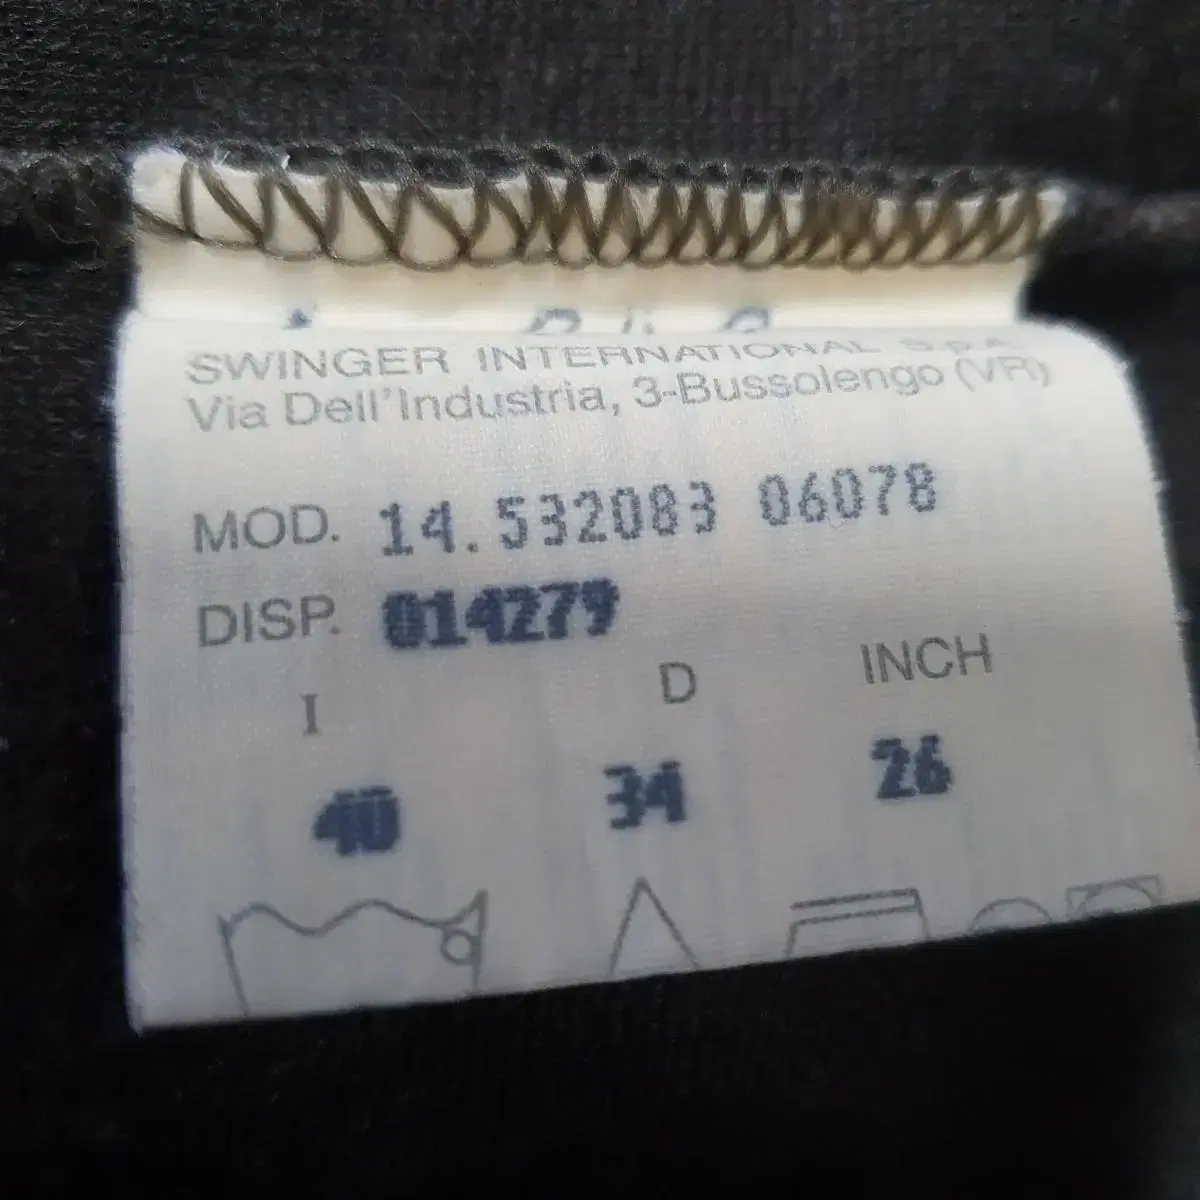 SWINGER INTERNATIONAL S.p.A.
Via Dell'Industria, 3-Bussolengo (VR)
MOD. 14.532083 06078
DISP. 014279
I D INCH
40 34 26